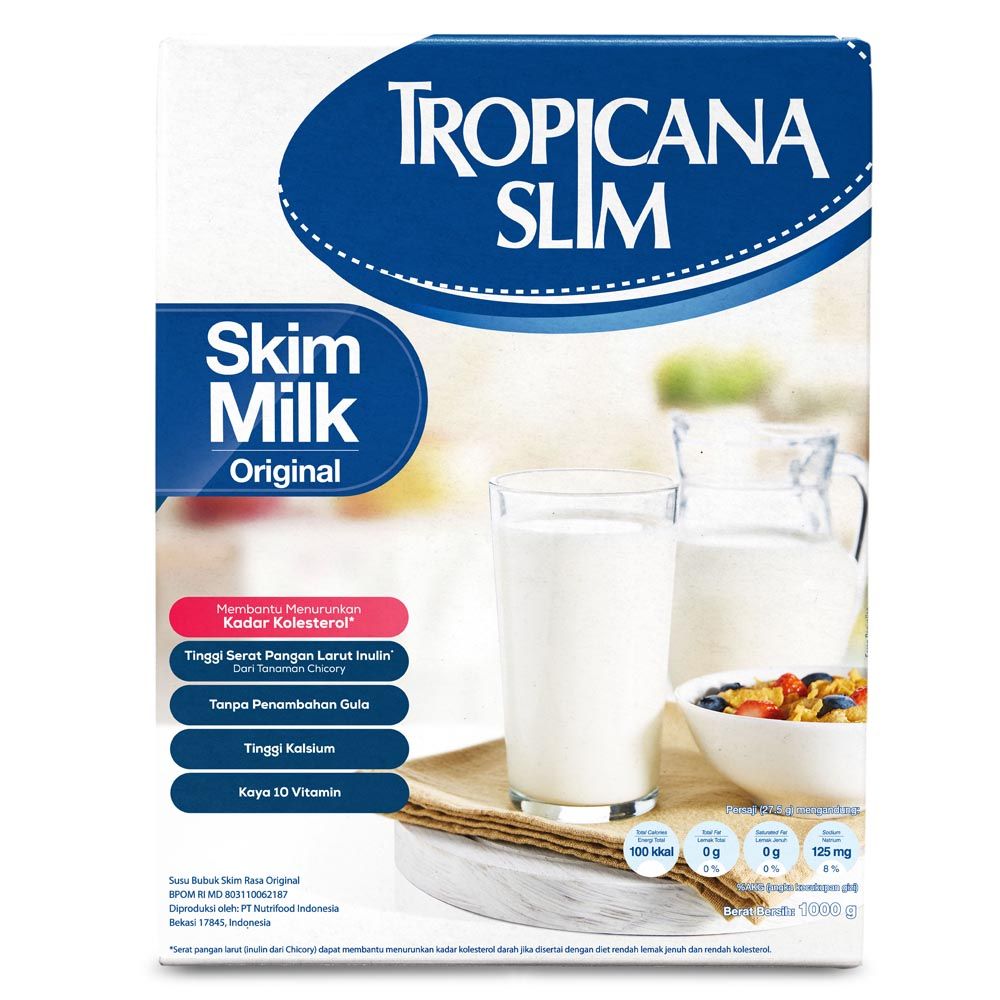 TROPICANA
SLIM
Skim
Milk
Original
Membantu Menurunkan
Kadar Kolesterol*
Tinggi Serat Pangan Larut Inulin*
Dari Tanaman Chicory
Tanpa Penambahan Gula
Tinggi Kalsium
Kaya 10 Vitamin
Persaji (27.5 g) mengandung:
Total Calories
Energi Total
100 kkal
Total Fat
Lemak Total
0 g
0 %
Saturated Fat
Lemak Jenuh
0 g
0 %
Sodium
Natrium
125 mg
8 %
%AKG (angka kecukupan gizi)
Berat Bersih: 1000 g
Susu Bubuk Skim Rasa Original
BPOM RI MD 803110062187
Diproduksi oleh: PT Nutrifood Indonesia
Bekasi 17845, Indonesia
*Serat pangan larut (inulin dari Chicory) dapat membantu menurunkan kadar kolesterol darah jika disertai dengan diet rendah lemak jenuh dan rendah kolesterol.